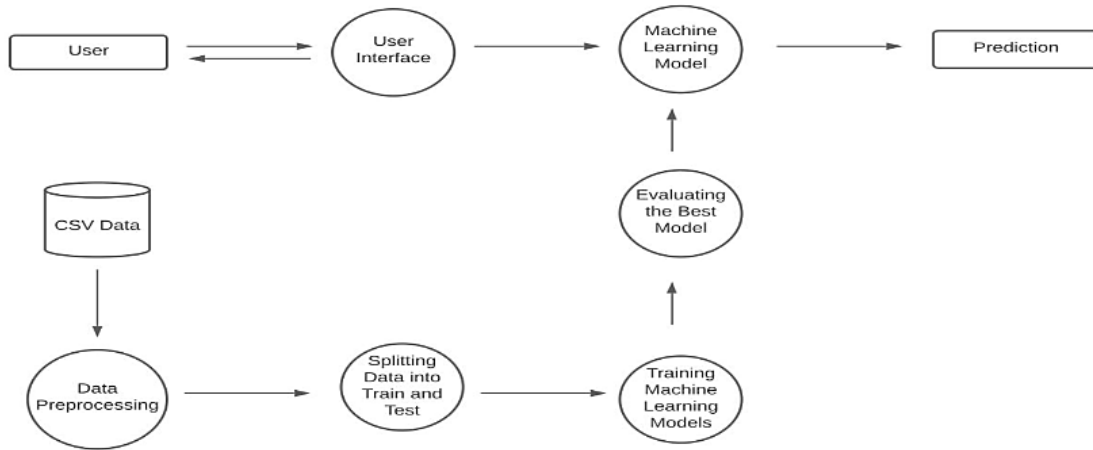 User
User
Interface
Machine
Learning
Model
Prediction
CSV Data
Evaluating
the Best
Model
Data
Preprocessing
Splitting
Data into
Train and
Test
Training
Machine
Learning
Models